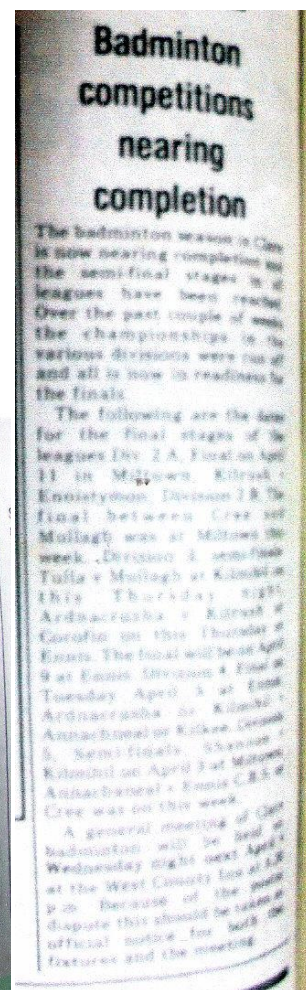 Badminton
competitions
nearing
completion
The badminton season in Clare
is now nearing completion and
the semi-final stages in all
leagues have been reached.
Over the past couple of weeks
the championships in the
various divisions were run off
and all is now in readiness for
the finals.
The following are the dates
for the final stages of the
leagues Div. 2 A. Final on April
11 in Miltown, Kilrush v
Ennistymon. Division 2 B. The
final between Cree and
Mullagh was at Miltown this
week. Division 3, semi-finals
Tulla v Mullagh at Kilmihil on
this Thursday night.
Ardnacrusha v Kilrush at
Corofin on this Thursday at
Ennis. The final will be on April
9 at Ennis. Division 4 Final on
Tuesday April 5 at
Ardnacrusha or Kilmihil v
Annacarneal or Kilkee.
5. Semi-finals, Shannon v
Kilmihil on April 3 at Miltown.
v Ennis C.B.S. at
Cree was on this week.
A general meeting of Clare
badminton will be held on
Wednesday night next April
at the West County Inn at
p.m. Because of the postal
dispute this should be taken as
official notice for both the
fixtures and the meeting.